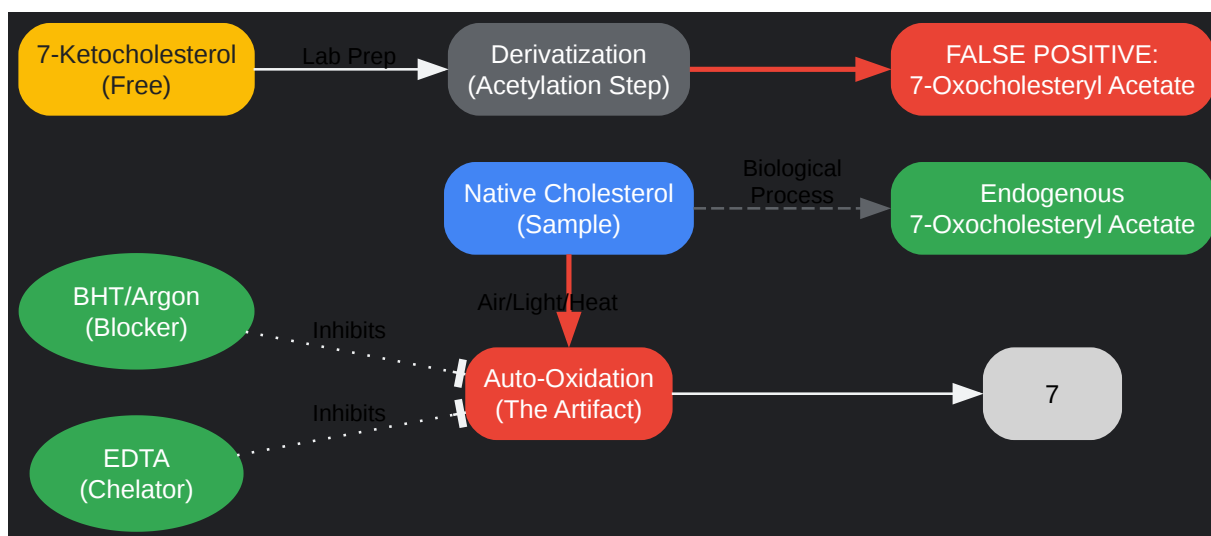 7-Ketocholesterol
(Free)
Lab Prep
Derivatization
(Acetylation Step)
FALSE POSITIVE:
7-Oxocholesteryl Acetate
Native Cholesterol
(Sample)
Biological
Process
Endogenous
7-Oxocholesteryl Acetate
Air/Light/Heat
BHT/Argon
(Blocker)
Inhibits
Auto-Oxidation
(The Artifact)
7
Inhibits
EDTA
(Chelator)